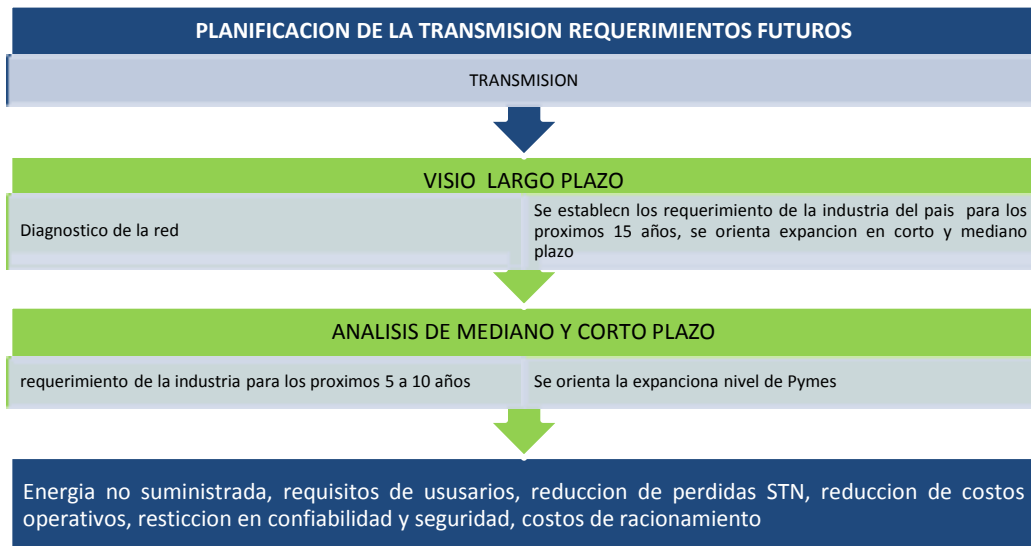 PLANIFICACION DE LA TRANSMISION REQUERIMIENTOS FUTUROS
TRANSMISION
VISIO LARGO PLAZO
Diagnostico de la red
Se establecn los requerimiento de la industria del pais para los
proximos 15 años, se orienta expancion en corto y mediano
plazo
ANALISIS DE MEDIANO Y CORTO PLAZO
requerimiento de la industria para los proximos 5 a 10 años
Se orienta la expanciona nivel de Pymes
Energia no suministrada, requisitos de ususarios, reduccion de perdidas STN, reduccion de costos
operativos, resticcion en confiabilidad y seguridad, costos de racionamiento